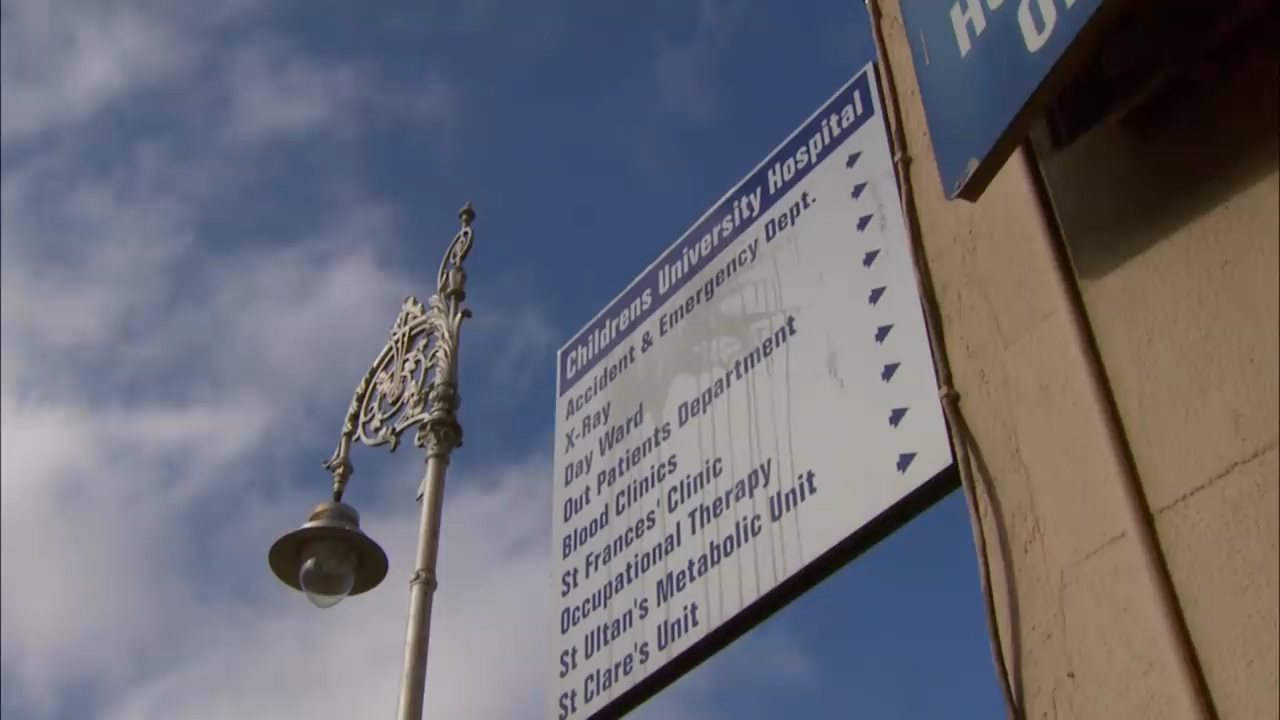 Childrens University Hospital
Accident & Emergency Dept.
X-Ray
Day Ward
Out Patients Department
Blood Clinics
St Frances' Clinic
Occupational Therapy
St Ultan's Metabolic Unit
St Clare's Unit